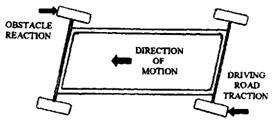 OBSTACLE
REACTION
DIRECTION
OF
MOTION
DRIVING
ROAD
TRACTION